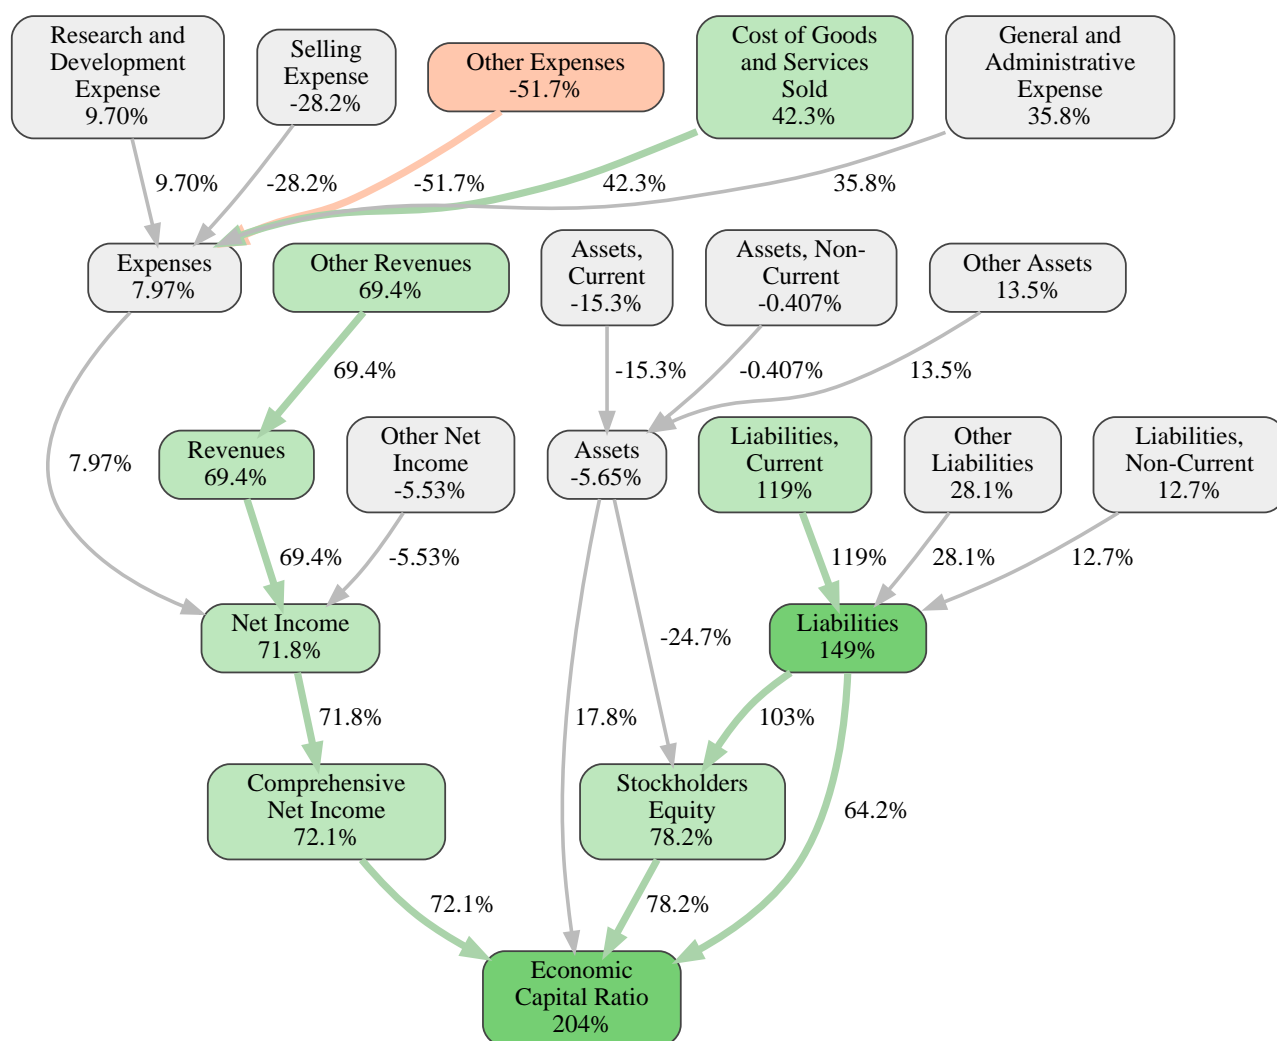 Research and
Development
Expense
9.70%
Selling
Expense
-28.2%
Other Expenses
-51.7%
Cost of Goods
and Services
Sold
42.3%
General and
Administrative
Expense
35.8%
9.70%
-28.2%
-51.7%
42.3%
35.8%
Expenses
7.97%
Other Revenues
69.4%
Assets,
Current
-15.3%
Assets, Non-
Current
-0.407%
Other Assets
13.5%
69.4%
-15.3%
-0.407%
13.5%
7.97%
Revenues
69.4%
Other Net
Income
-5.53%
Assets
-5.65%
Liabilities,
Current
119%
Other
Liabilities
28.1%
Liabilities,
Non-Current
12.7%
69.4%
-5.53%
119%
28.1%
12.7%
Net Income
71.8%
-24.7%
Liabilities
149%
71.8%
17.8%
103%
Comprehensive
Net Income
72.1%
Stockholders
Equity
78.2%
64.2%
72.1%
78.2%
Economic
Capital Ratio
204%